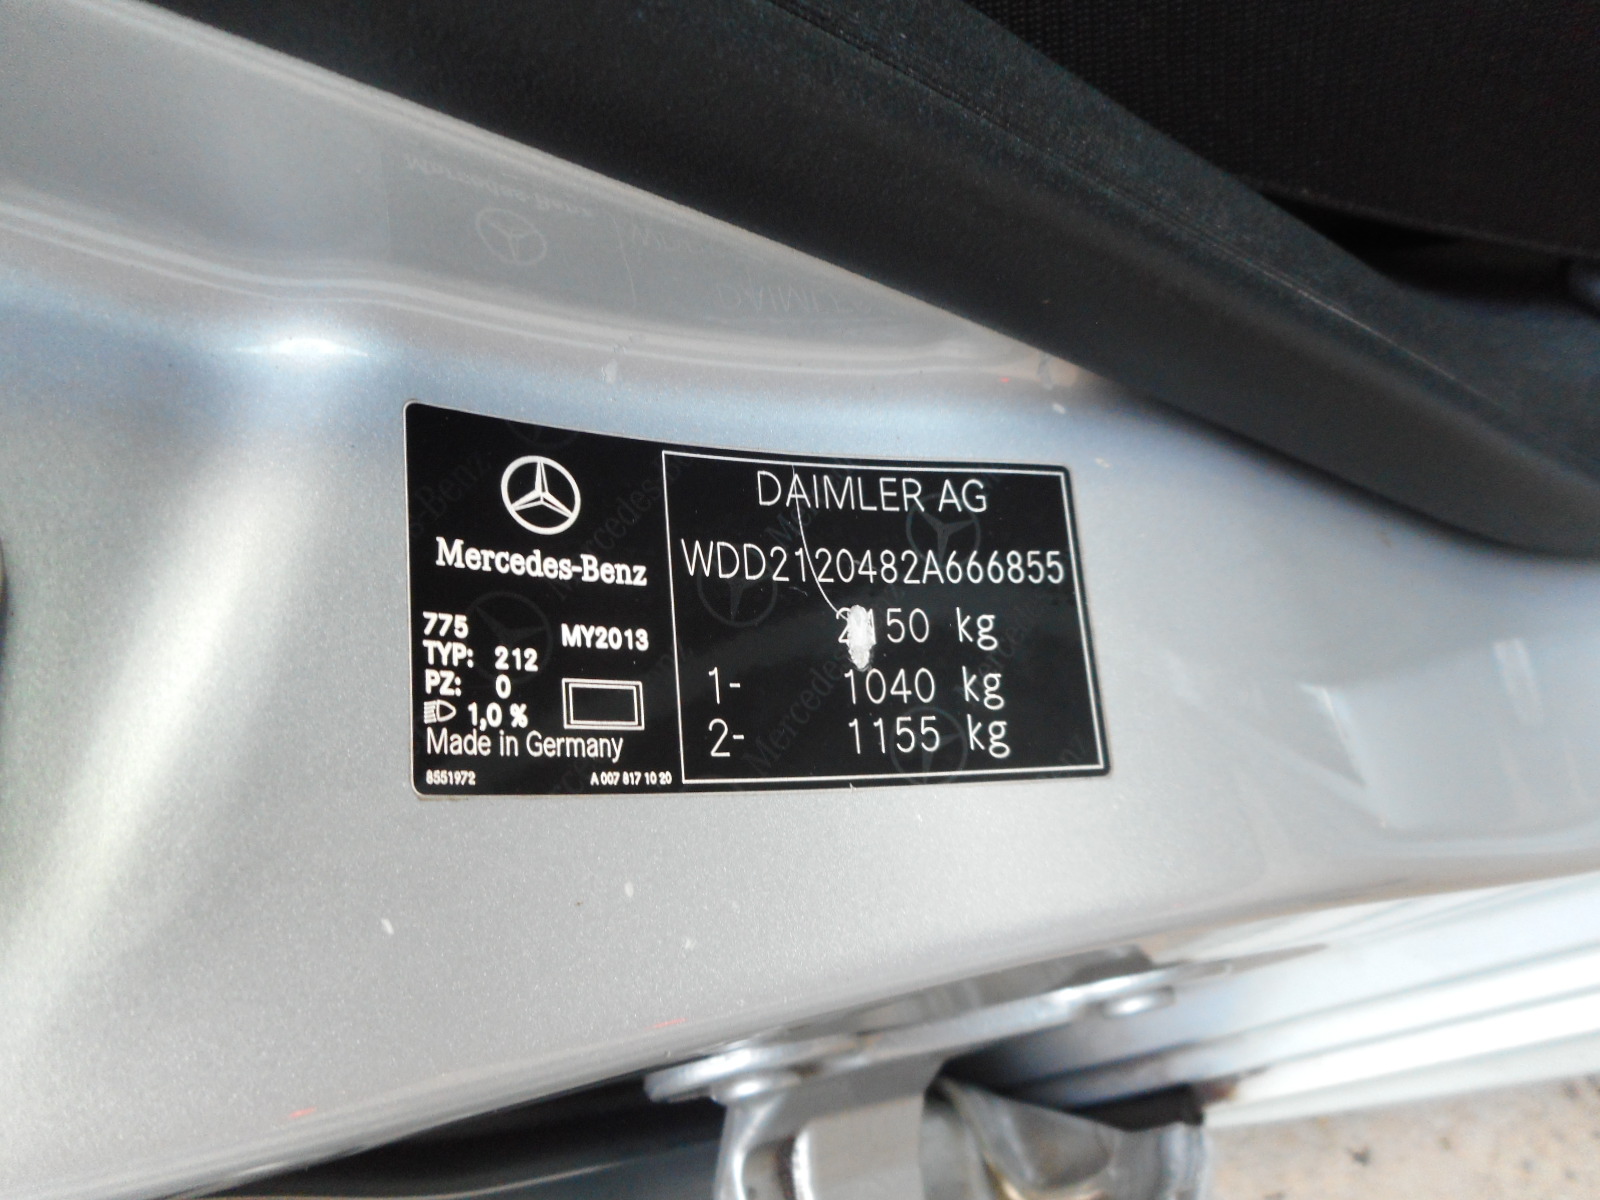 Mercedes-Benz
775
MY2013
TYP: 212
PZ: 0
1,0 %
Made in Germany
8551972
A 007 817 10 20
DAIMLER AG
WDD2120482A666855
kg
1- 1040 kg
2- 1155 kg